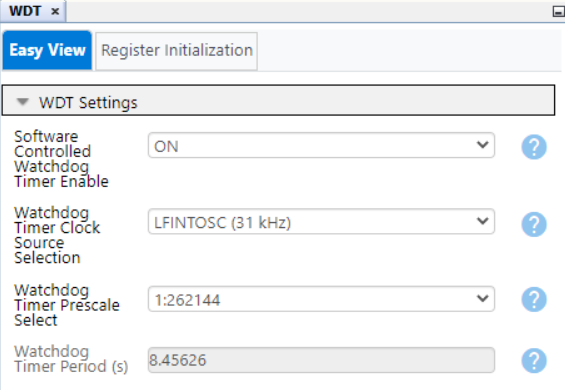 WDT ×
Easy View Register Initialization
WDT Settings
Software
Controlled
Watchdog
Timer Enable
ON
?
Watchdog
Timer Clock
Source
Selection
LFINTOSC (31 kHz)
?
Watchdog
Timer Prescale
Select
1:262144
?
Watchdog
Timer Period (s)
8.45626
?